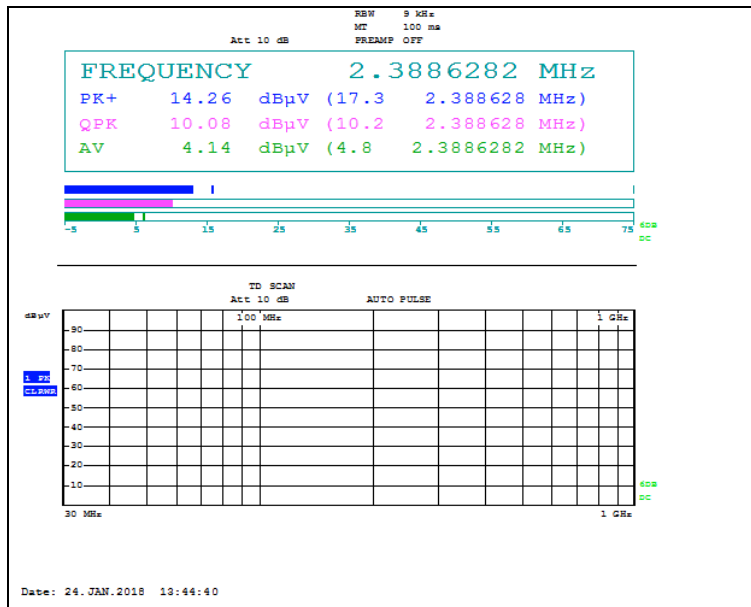 RBW 9 kHz
MT 100 ms
Att 10 dB PREAMP OFF
FREQUENCY 2.3886282 MHz
PK+ 14.26 dBµV (17.3 2.388628 MHz)
QPK 10.08 dBµV (10.2 2.388628 MHz)
AV 4.14 dBµV (4.8 2.3886282 MHz)
-5 5 15 25 35 45 55 65 75
6DB
DC
TD SCAN
Att 10 dB AUTO PULSE
dBµV
100 MHz 1 GHz
90
80
70
1 PK
60
CLRWR
50
40
30
20
10
6DB
DC
30 MHz 1 GHz
Date: 24.JAN.2018 13:44:40